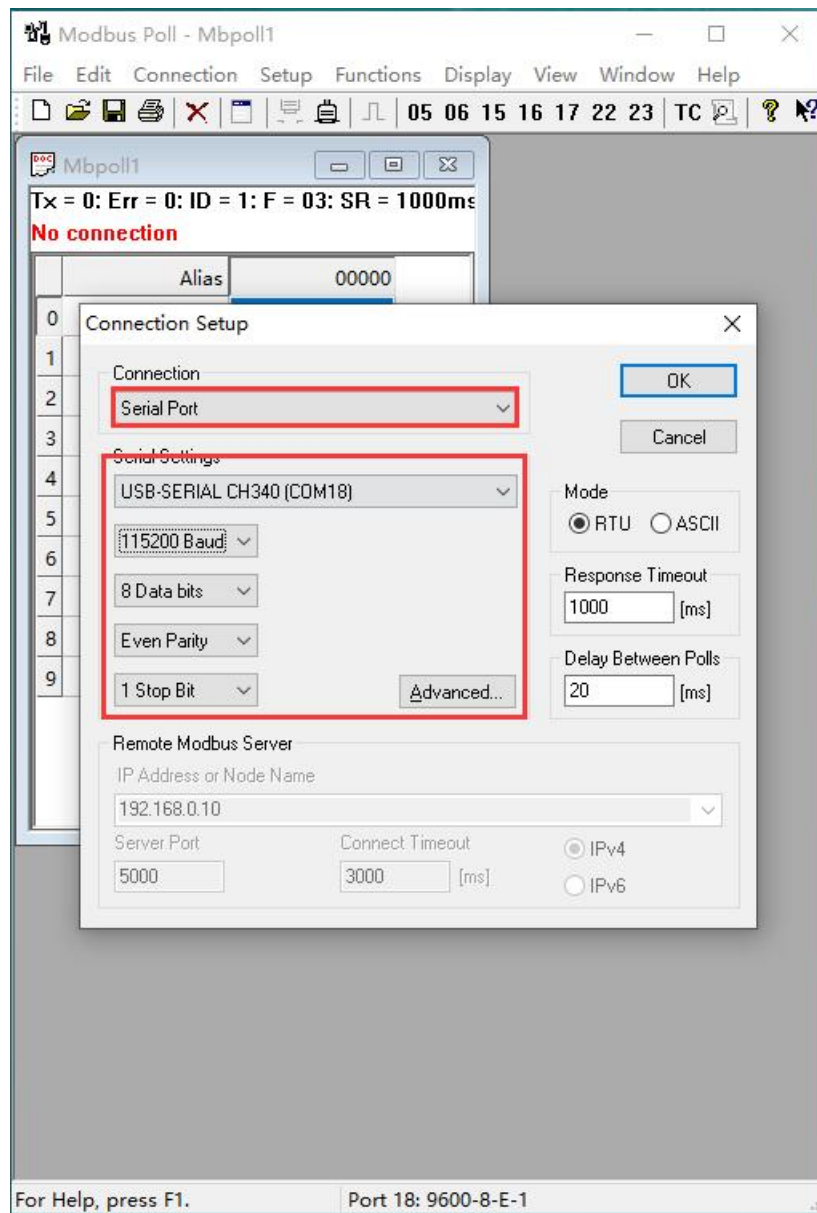 Modbus Poll - Mbpoll1
File Edit Connection Setup Functions Display View Window Help
05 06 15 16 17 22 23 TC
Mbpoll1
Tx = 0: Err = 0: ID = 1: F = 03: SR = 1000ms
No connection
Alias 00000
0
1
2
3
4
5
6
7
8
9
Connection Setup
Connection
Serial Port
OK
Cancel
Serial Settings
USB-SERIAL CH340 (COM18)
115200 Baud
8 Data bits
Even Parity
1 Stop Bit
Advanced...
Mode
RTU ASCII
Response Timeout
1000 [ms]
Delay Between Polls
20 [ms]
Remote Modbus Server
IP Address or Node Name
192.168.0.10
Server Port Connect Timeout
5000 3000 [ms]
IPv4
IPv6
For Help, press F1. Port 18: 9600-8-E-1